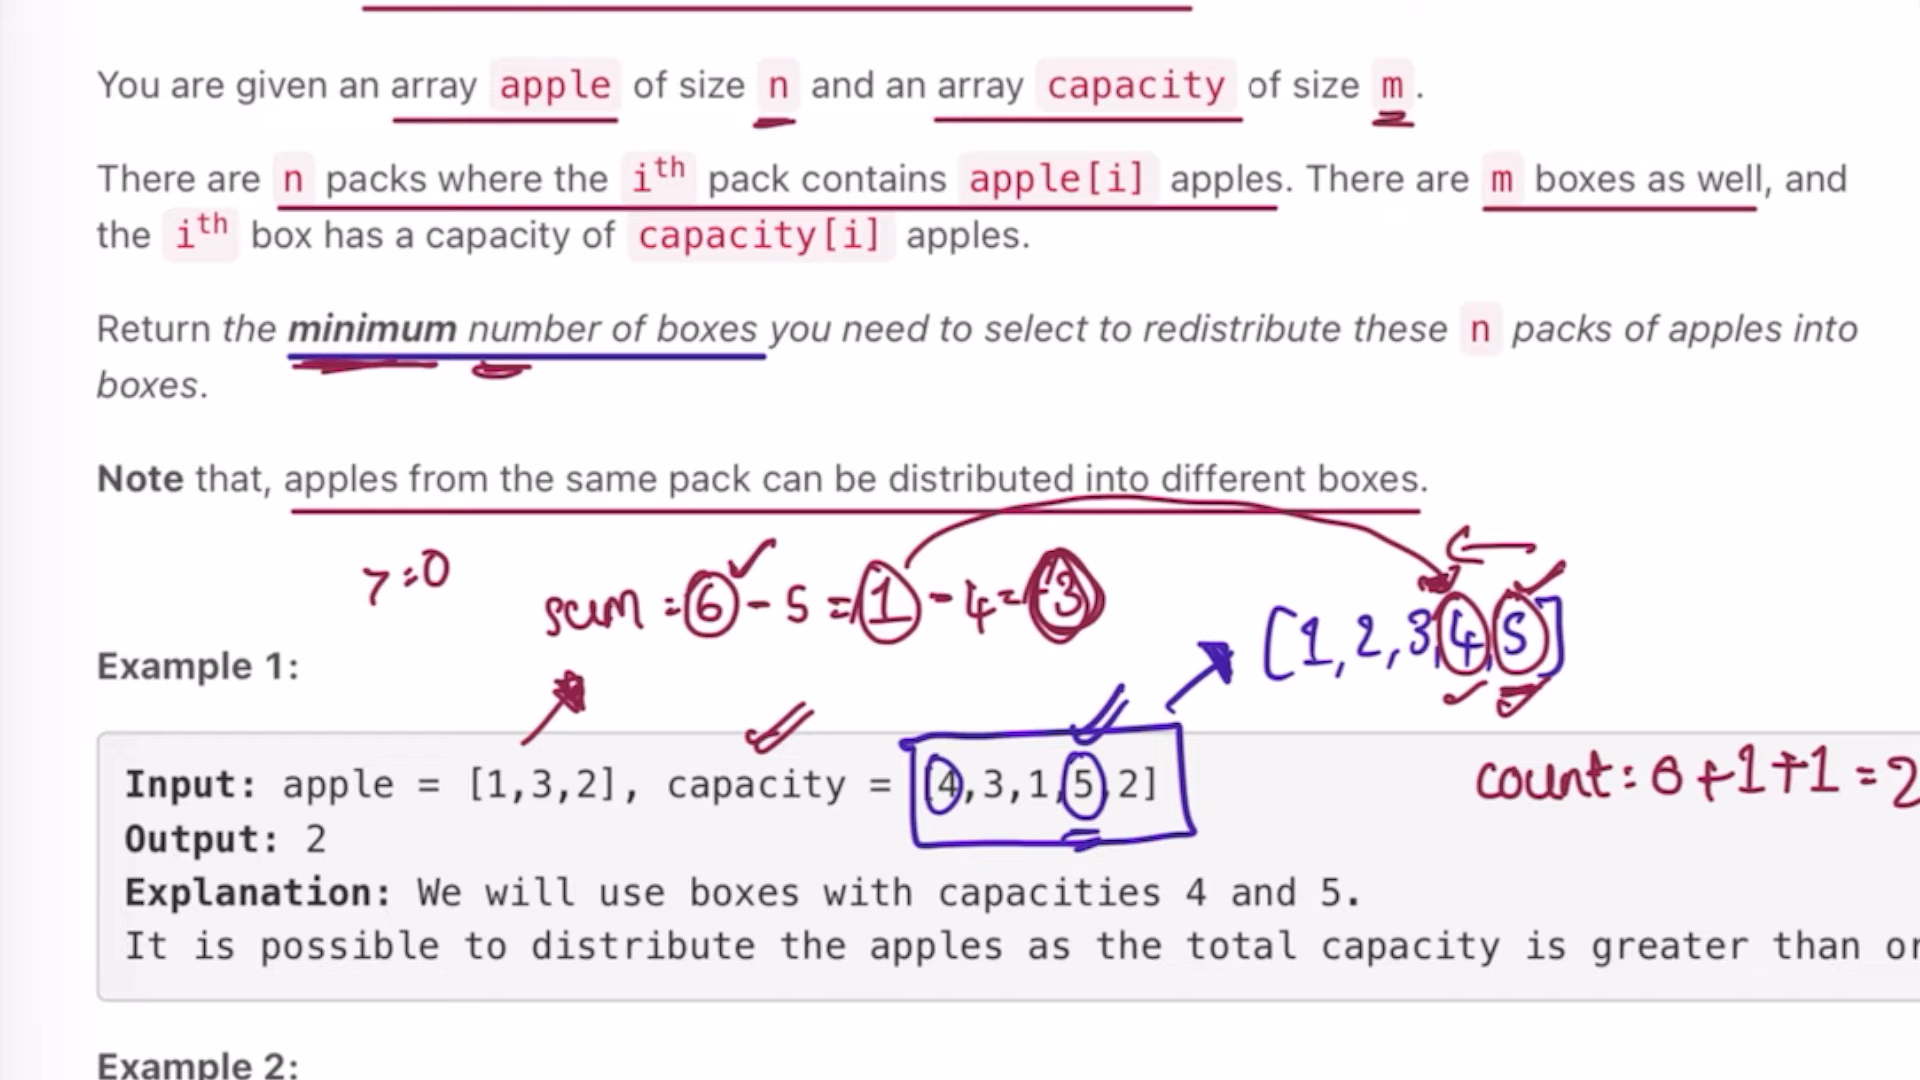 You are given an array apple of size n and an array capacity of size m.
There are n packs where the ith pack contains apple[i] apples. There are m boxes as well, and
the ith box has a capacity of capacity[i] apples.
Return the minimum number of boxes you need to select to redistribute these n packs of apples into
boxes.
Note that, apples from the same pack can be distributed into different boxes.
>=0
sum = 6 - 5 = 1 - 4 = -3
[1, 2, 3, 4, 5]
Example 1:
Input: apple = [1,3,2], capacity = [4,3,1,5,2]
count: 0+1+1=2
Output: 2
Explanation: We will use boxes with capacities 4 and 5.
It is possible to distribute the apples as the total capacity is greater than or
Example 2: